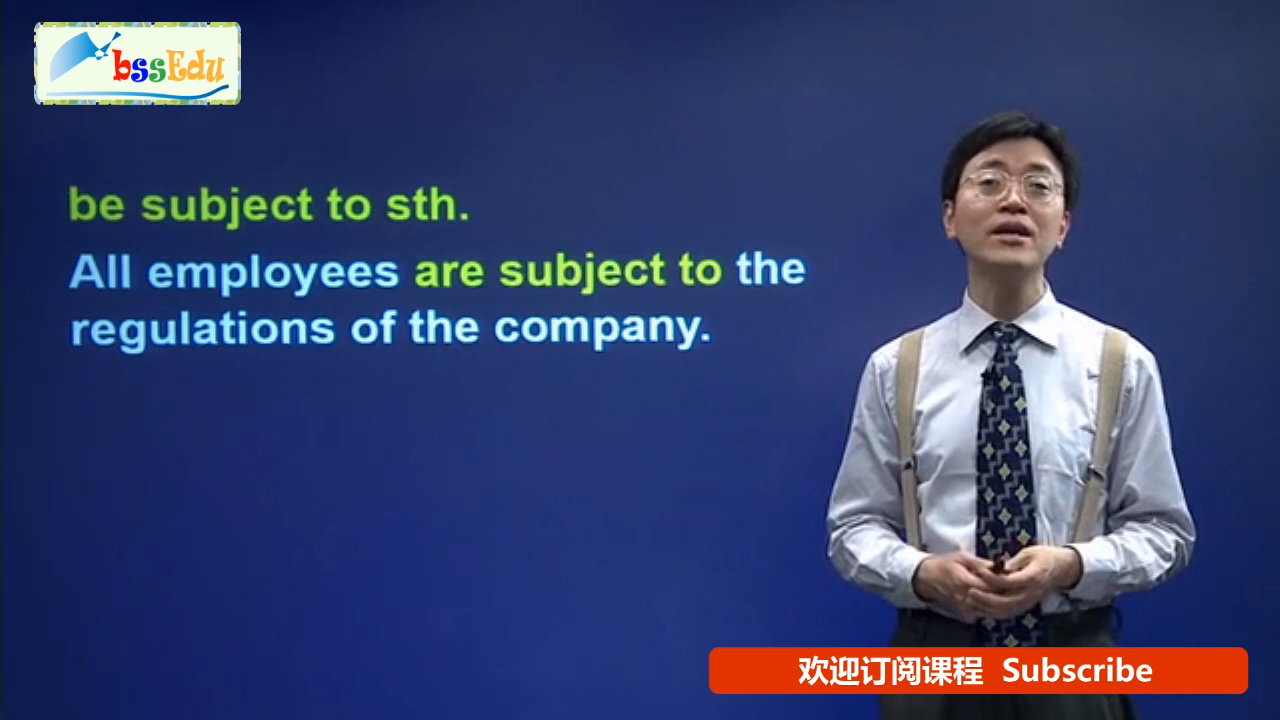 bssEdu
be subject to sth.
All employees are subject to the
regulations of the company.
欢迎订阅课程 Subscribe